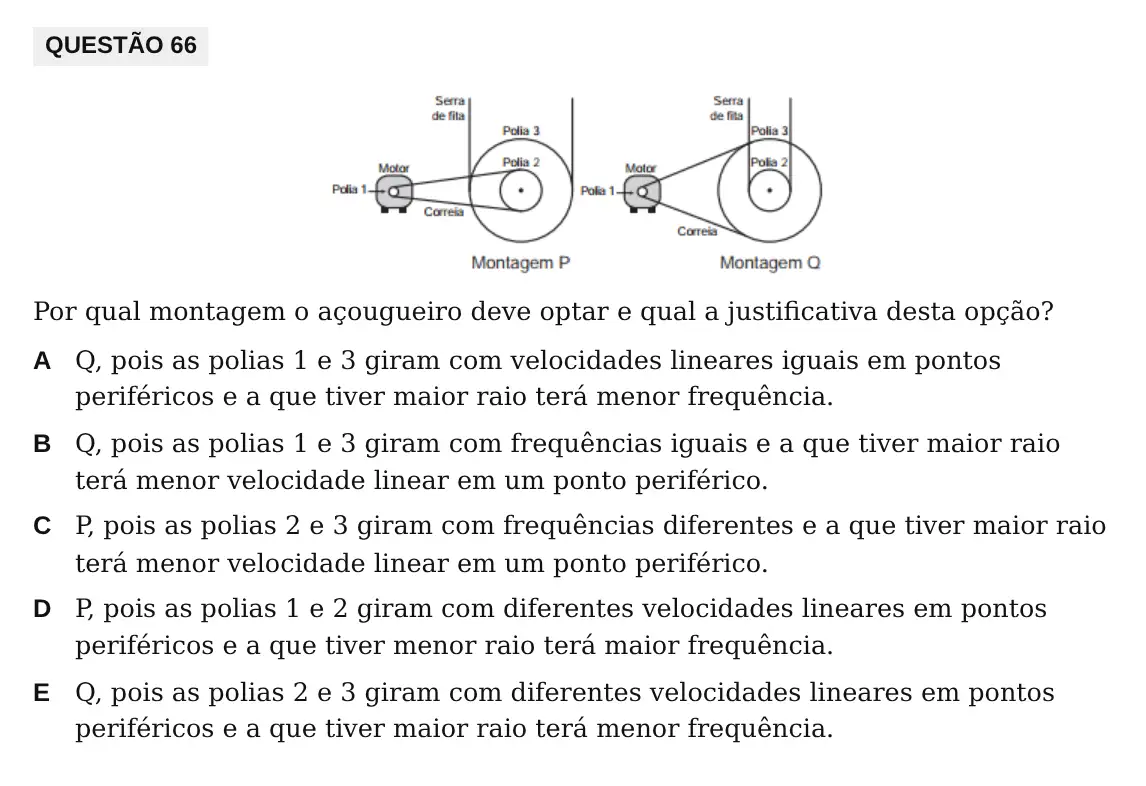 QUESTÃO 66
Serra
de fita
Polia 3
Polia 2
Motor
Polia 1
Correia
Montagem P
Serra
de fita
Polia 3
Polia 2
Motor
Polia 1
Correia
Montagem Q
Por qual montagem o açougueiro deve optar e qual a justificativa desta opção?
A Q, pois as polias 1 e 3 giram com velocidades lineares iguais em pontos
periféricos e a que tiver maior raio terá menor frequência.
B Q, pois as polias 1 e 3 giram com frequências iguais e a que tiver maior raio
terá menor velocidade linear em um ponto periférico.
C P, pois as polias 2 e 3 giram com frequências diferentes e a que tiver maior raio
terá menor velocidade linear em um ponto periférico.
D P, pois as polias 1 e 2 giram com diferentes velocidades lineares em pontos
periféricos e a que tiver menor raio terá maior frequência.
E Q, pois as polias 2 e 3 giram com diferentes velocidades lineares em pontos
periféricos e a que tiver maior raio terá menor frequência.